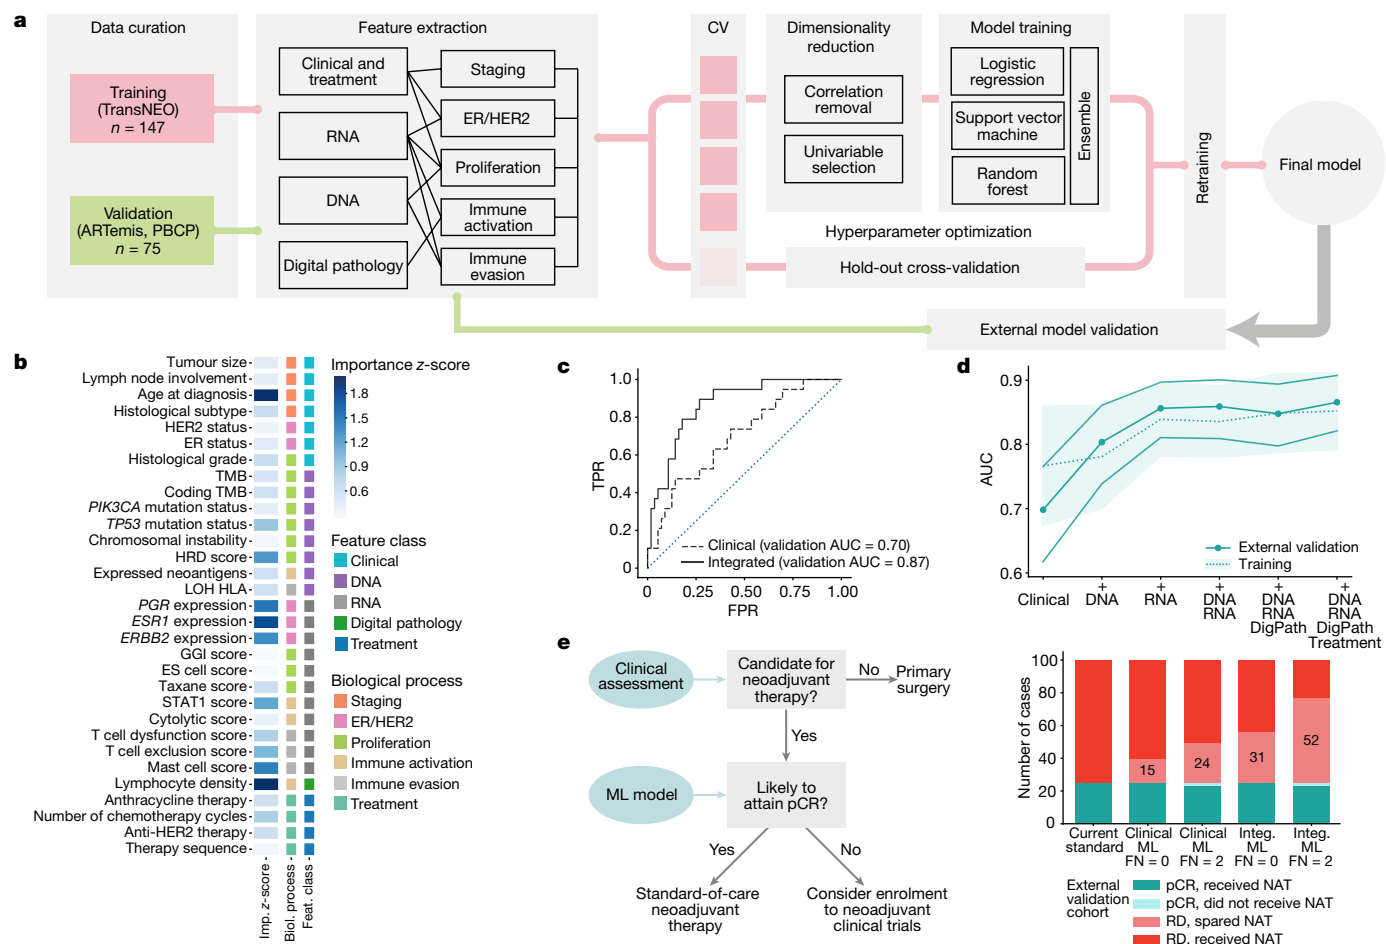 a
Data curation
Training
(TransNEO)
n = 147
Validation
(ARTemis, PBCP)
n = 75
Feature extraction
Clinical and
treatment
RNA
DNA
Digital pathology
Staging
ER/HER2
Proliferation
Immune
activation
Immune
evasion
CV
Dimensionality
reduction
Correlation
removal
Univariable
selection
Model training
Logistic
regression
Support vector
machine
Random
forest
Ensemble
Hyperparameter optimization
Hold-out cross-validation
Retraining
Final model
External model validation
b
Tumour size
Lymph node involvement
Age at diagnosis
Histological subtype
HER2 status
ER status
Histological grade
TMB
Coding TMB
PIK3CA mutation status
TP53 mutation status
Chromosomal instability
HRD score
Expressed neoantigens
LOH HLA
PGR expression
ESR1 expression
ERBB2 expression
GGI score
ES cell score
Taxane score
STAT1 score
Cytolytic score
T cell dysfunction score
T cell exclusion score
Mast cell score
Lymphocyte density
Anthracycline therapy
Number of chemotherapy cycles
Anti-HER2 therapy
Therapy sequence
Imp. z-score
Biol. process
Feat. class
Importance z-score
1.8
1.5
1.2
0.9
0.6
Feature class
Clinical
DNA
RNA
Digital pathology
Treatment
Biological process
Staging
ER/HER2
Proliferation
Immune activation
Immune evasion
Treatment
c
TPR
1.0
0.8
0.6
0.4
0.2
0
Clinical (validation AUC = 0.70)
Integrated (validation AUC = 0.87)
0
0.25
0.50
0.75
1.00
FPR
d
AUC
0.9
0.8
0.7
0.6
External validation
Training
Clinical
+
DNA
+
RNA
+
DNA
RNA
+
DNA
RNA
DigPath
+
DNA
RNA
DigPath
Treatment
e
Clinical
assessment
Candidate for
neoadjuvant
therapy?
No
Primary
surgery
Yes
ML model
Likely to
attain pCR?
Yes
No
Standard-of-care
neoadjuvant
therapy
Consider enrolment
to neoadjuvant
clinical trials
Number of cases
100
80
60
40
20
0
15
24
31
52
Current
standard
Clinical
ML
FN = 0
Clinical
ML
FN = 2
Integ.
ML
FN = 0
Integ.
ML
FN = 2
External
validation
cohort
pCR, received NAT
pCR, did not receive NAT
RD, spared NAT
RD, received NAT